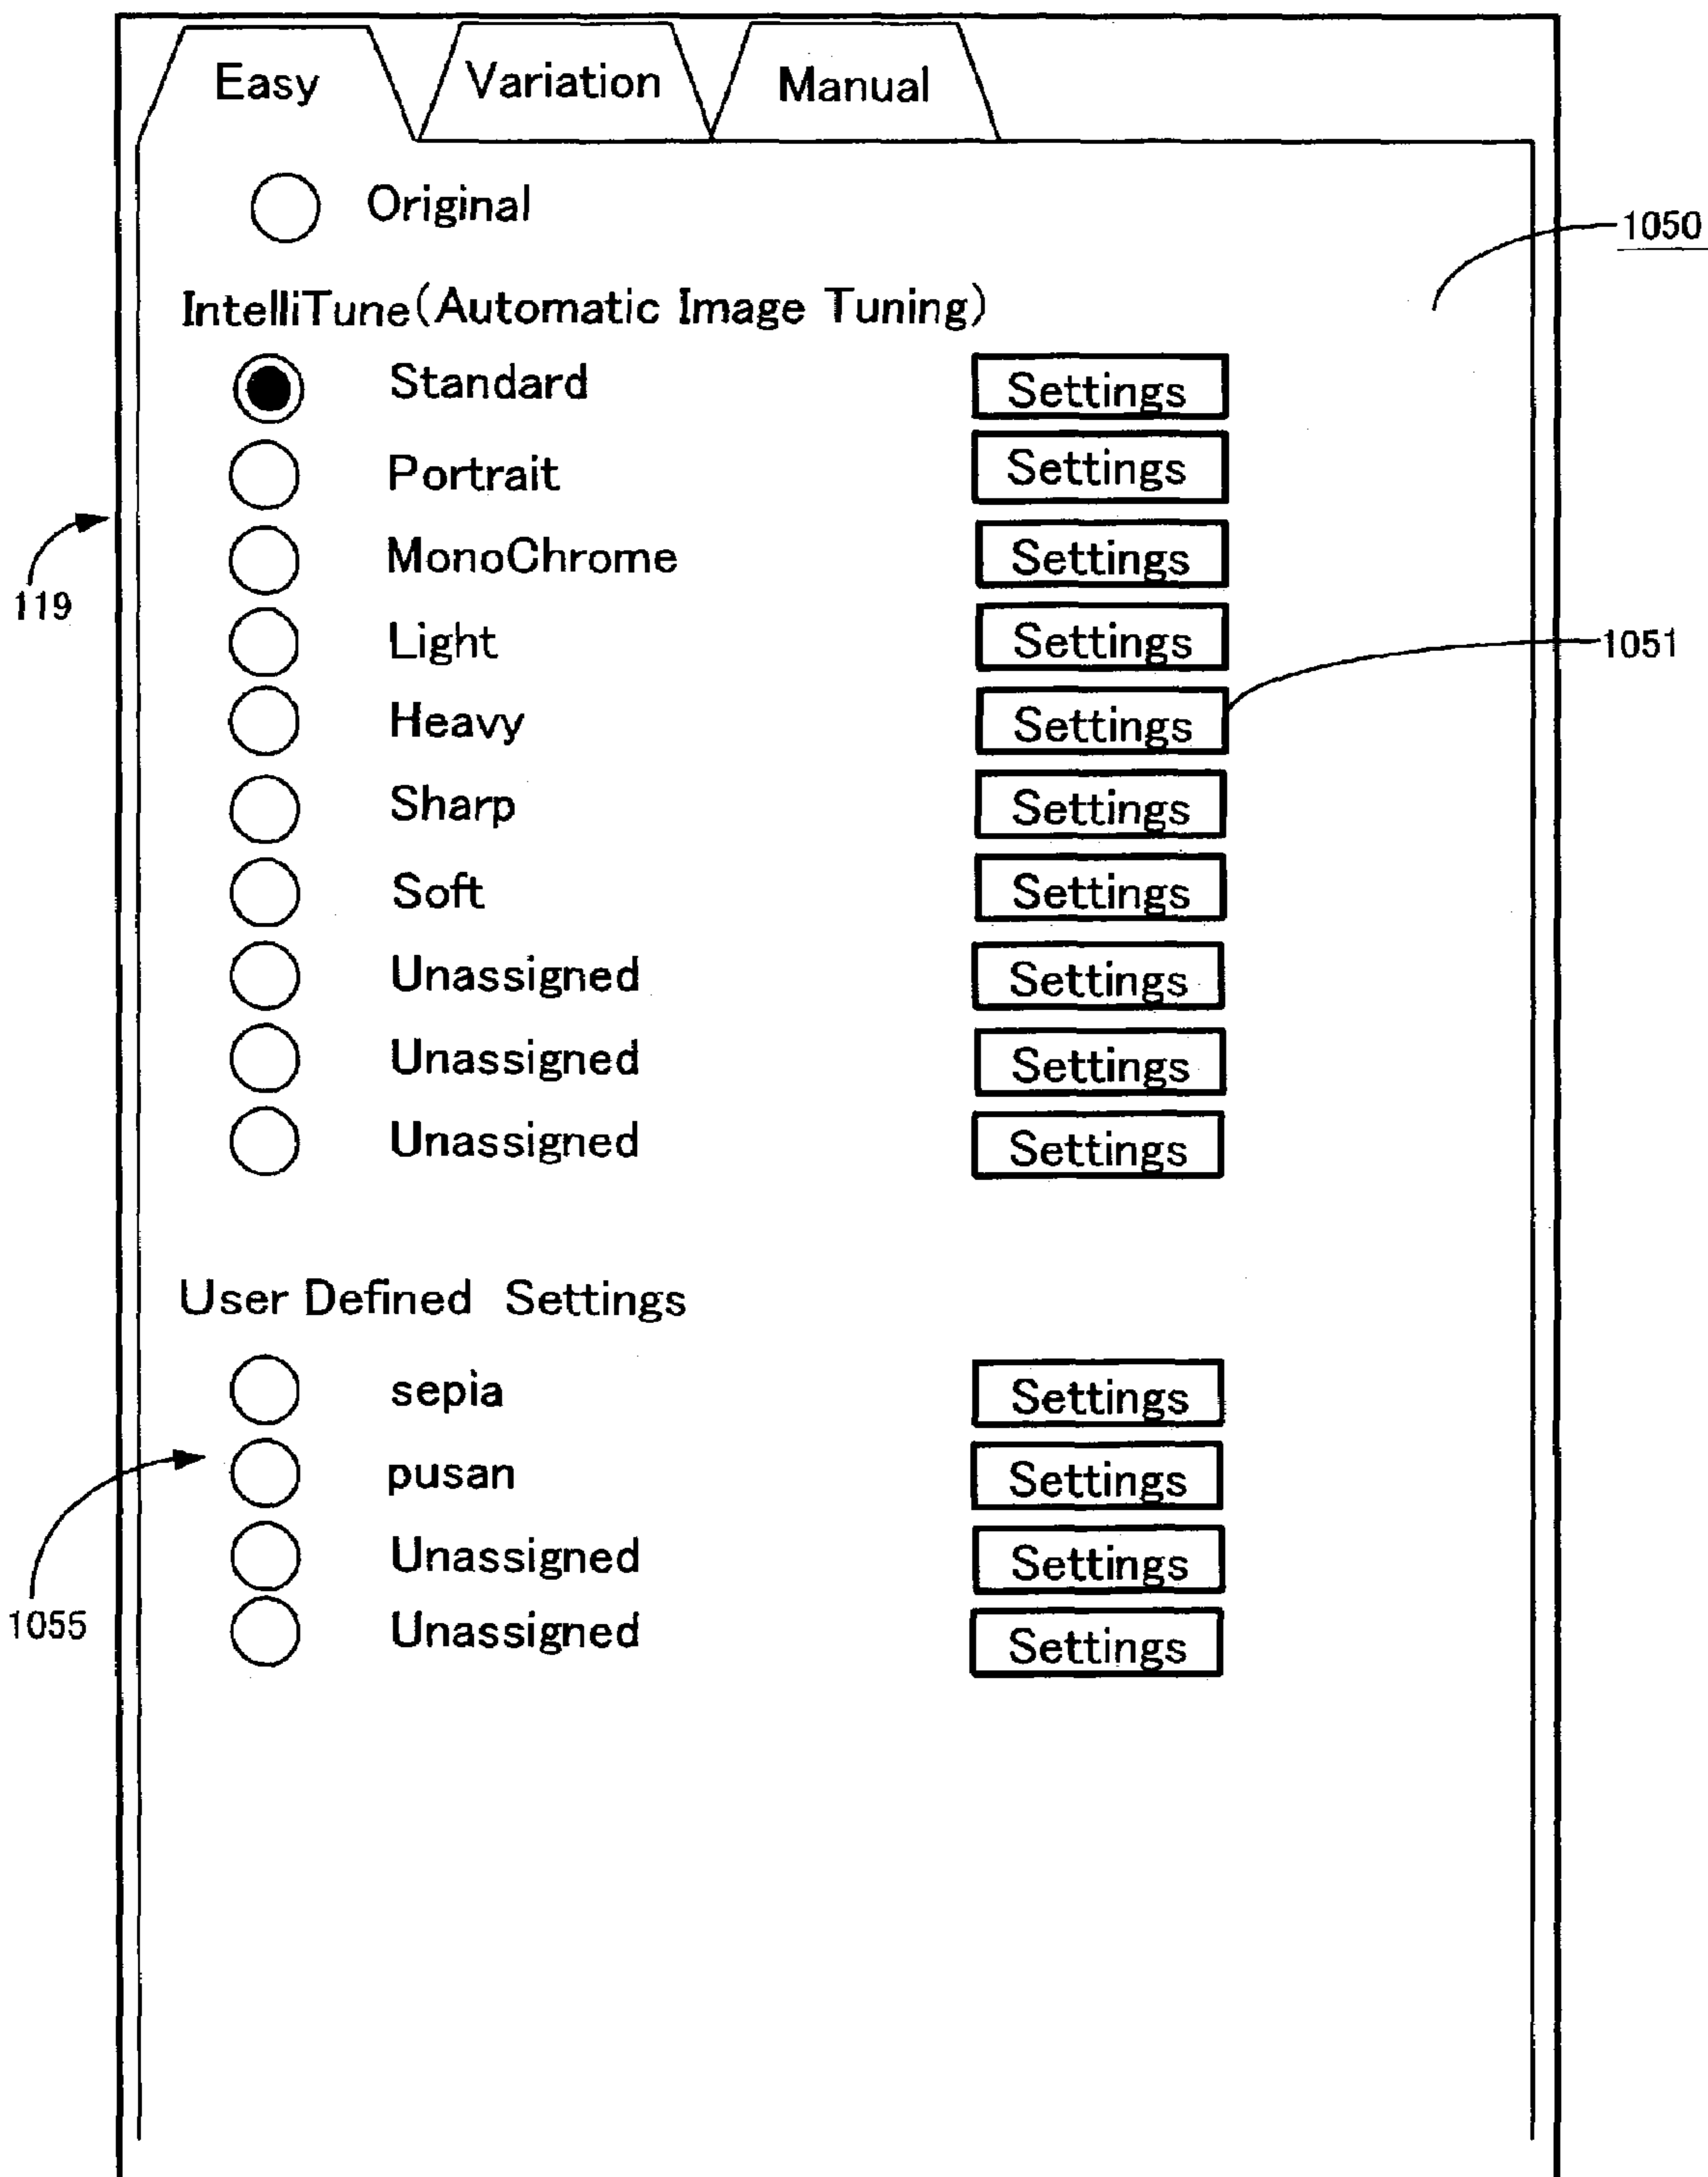 Easy Variation Manual
Original
1050
IntelliTune(Automatic Image Tuning)
Standard Settings
Portrait Settings
MonoChrome Settings
119
Light Settings
1051
Heavy Settings
Sharp Settings
Soft Settings
Unassigned Settings
Unassigned Settings
Unassigned Settings
User Defined Settings
sepia Settings
pusan Settings
Unassigned Settings
1055
Unassigned Settings